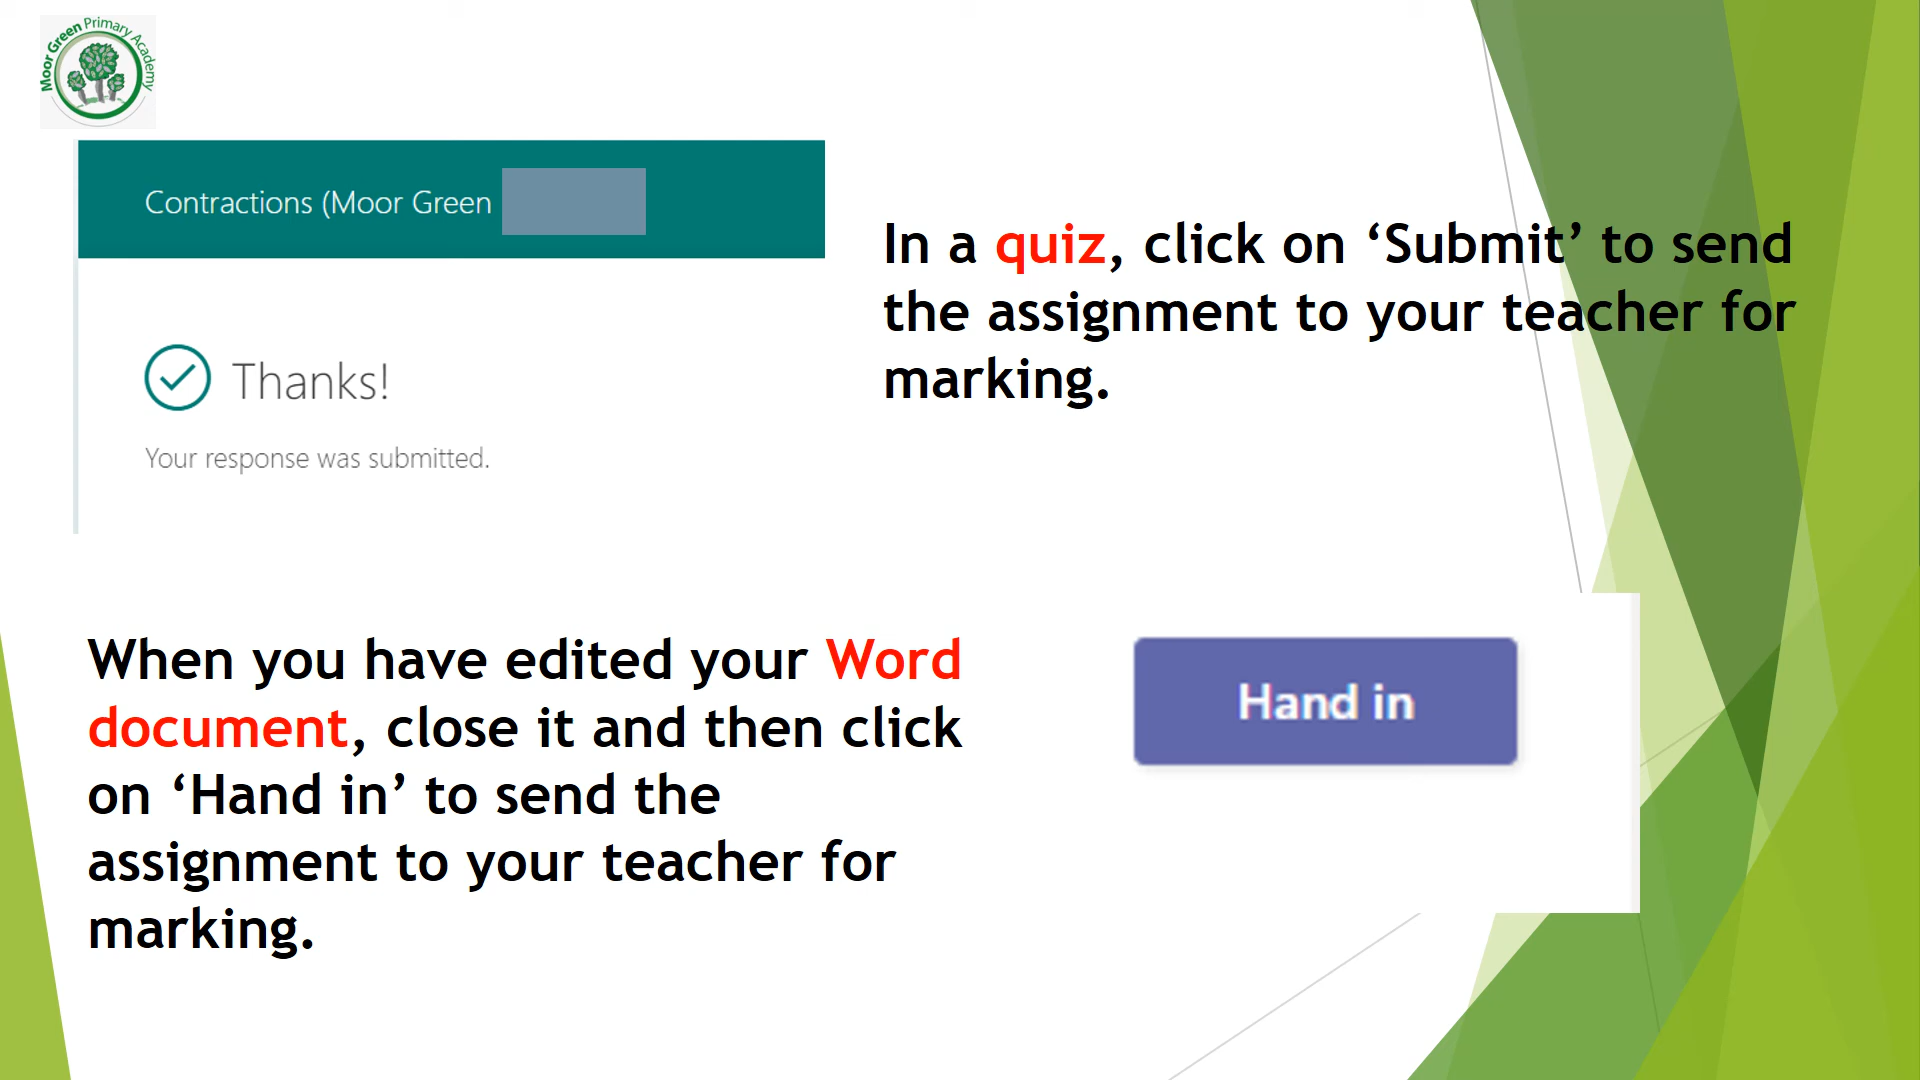 Moor Green Primary Academy
Contractions (Moor Green
Thanks!
Your response was submitted.
In a quiz, click on ‘Submit’ to send
the assignment to your teacher for
marking.
When you have edited your Word
document, close it and then click
on ‘Hand in’ to send the
assignment to your teacher for
marking.
Hand in